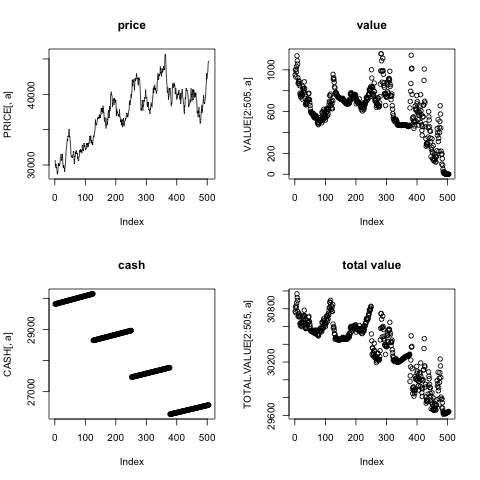 price
PRICE[, a]
30000
40000
0
100
200
300
400
500
Index
value
VALUE[2:505, a]
0
200
600
1000
0
100
200
300
400
500
Index
cash
CASH[, a]
27000
29000
0
100
200
300
400
500
Index
total value
TOTAL.VALUE[2:505, a]
29600
30200
30800
0
100
200
300
400
500
Index